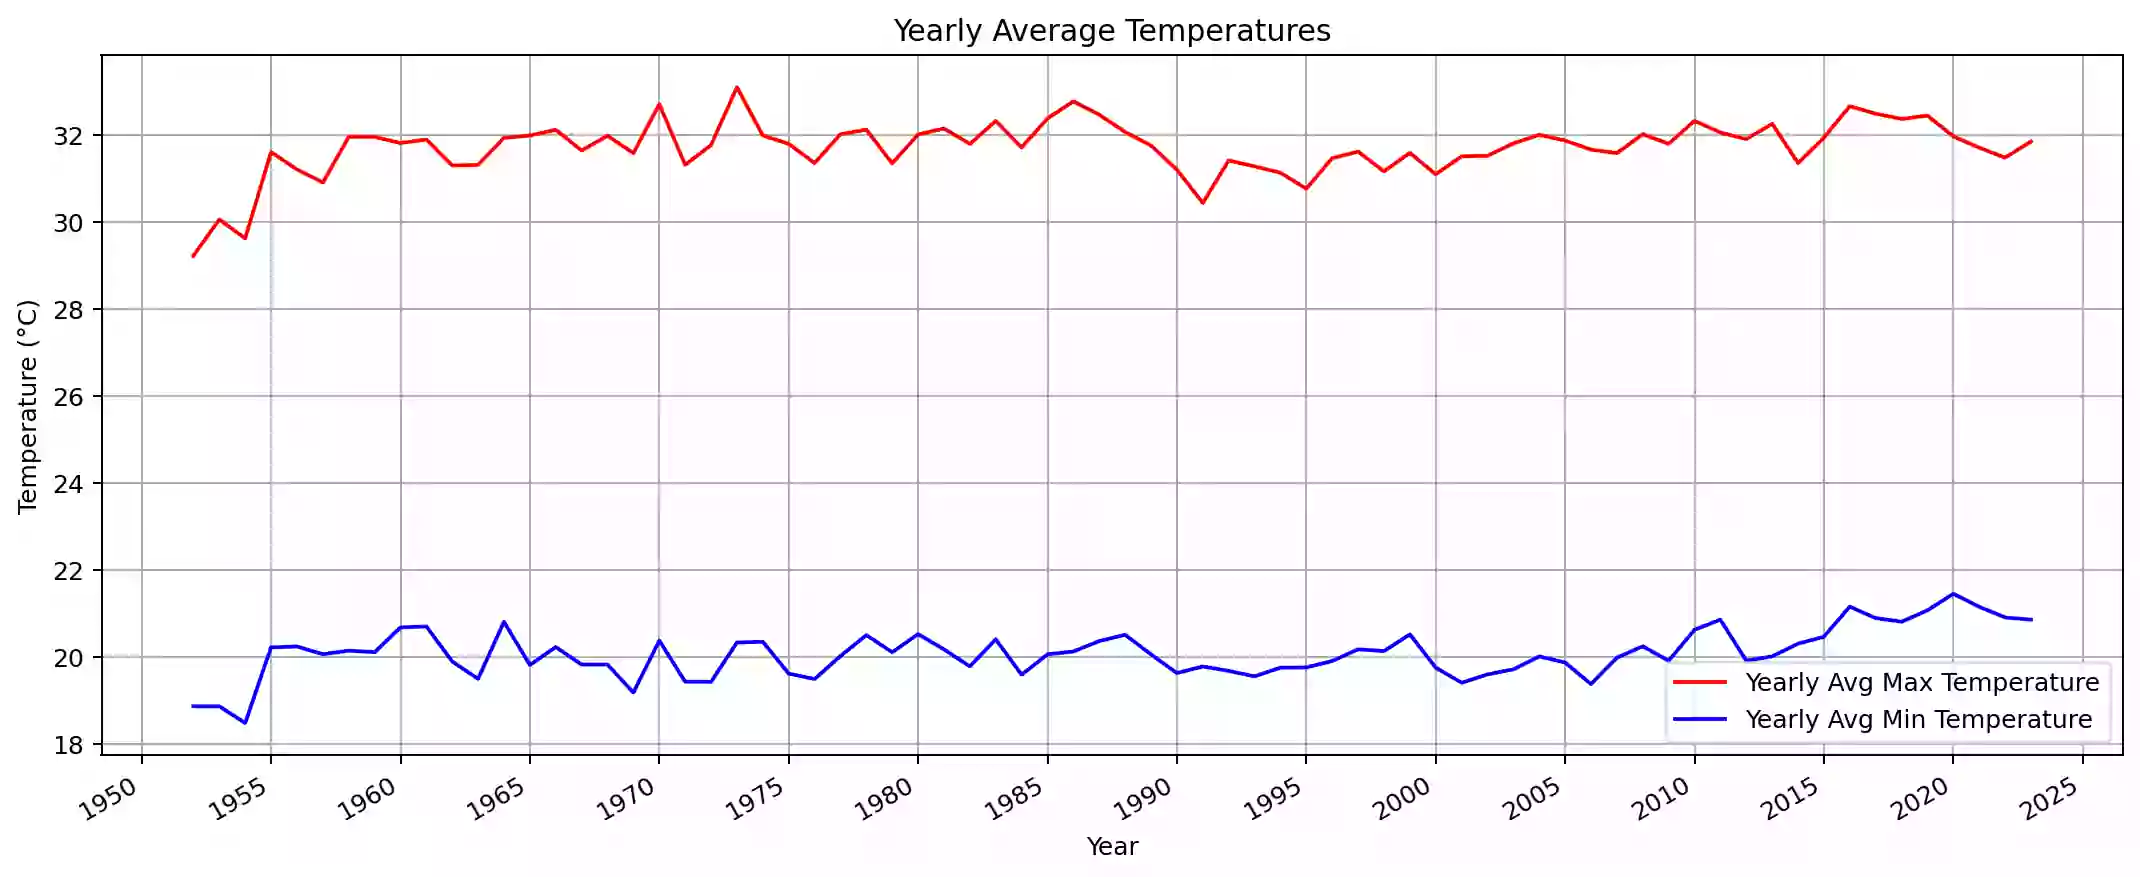 Yearly Average Temperatures
Temperature (°C)
32
30
28
26
24
22
20
18
Yearly Avg Max Temperature
Yearly Avg Min Temperature
1950 1955 1960 1965 1970 1975 1980 1985 1990 1995 2000 2005 2010 2015 2020 2025
Year